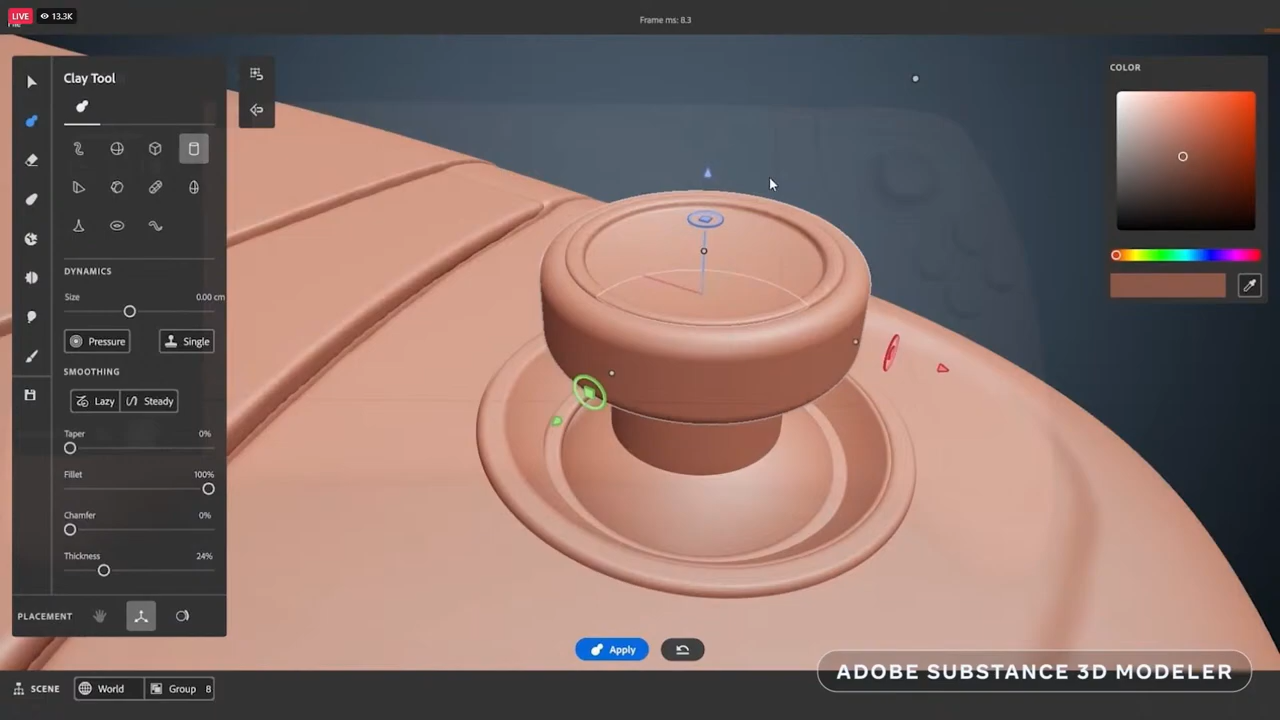 LIVE 13.3K
Frame ms: 8.3
Clay Tool
DYNAMICS
Size 0.00 cm
Pressure Single
SMOOTHING
Lazy Steady
Taper 0%
Fillet 100%
Chamfer 0%
Thickness 24%
PLACEMENT
COLOR
Apply
SCENE World Group 8
ADOBE SUBSTANCE 3D MODELER